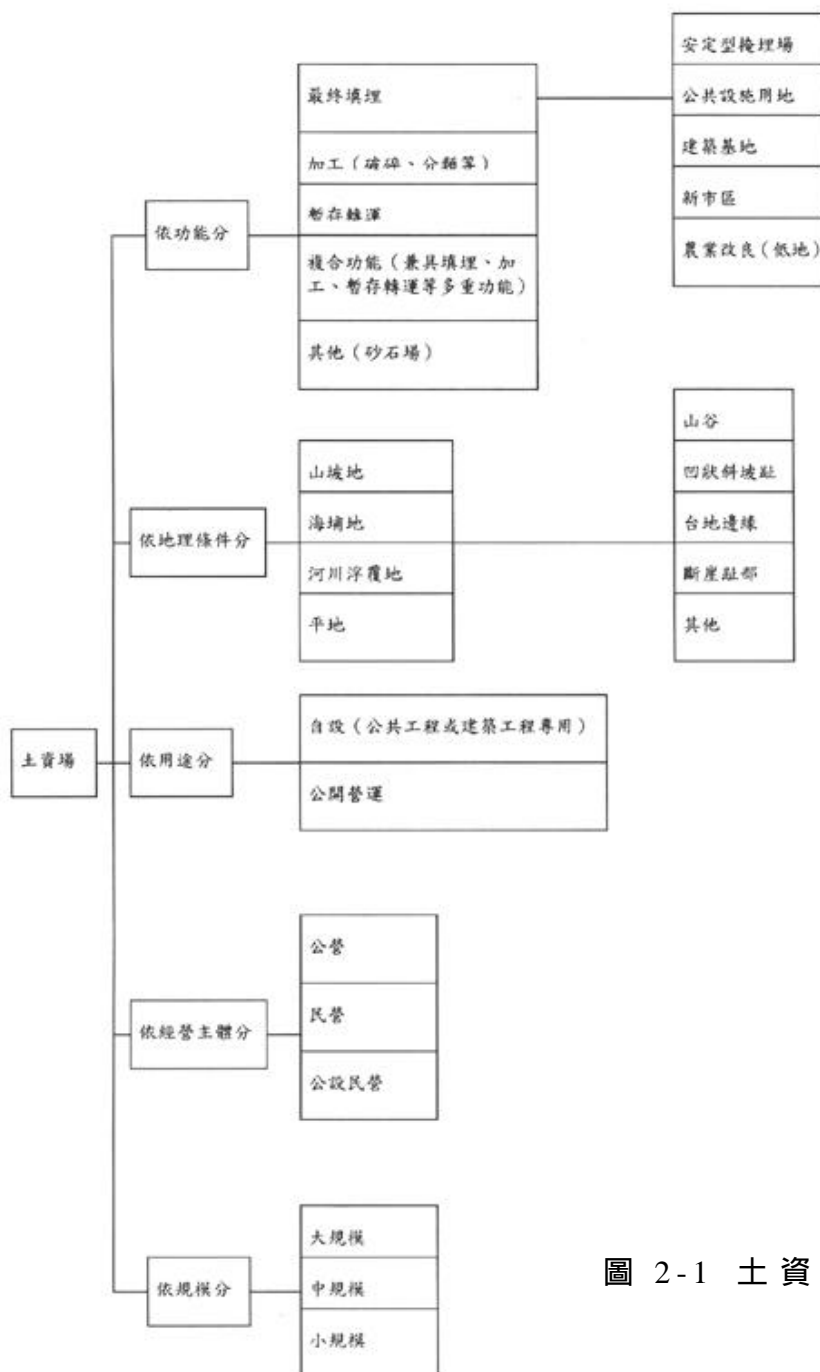 土資場
依功能分
最終填埋
加工（破碎、分類等）
暫存轉運
複合功能（兼具填埋、加
工、暫存轉運等多重功能）
其他（砂石場）
安定型掩埋場
公共設施用地
建築基地
新市區
農業改良（低地）
依地理條件分
山坡地
海埔地
河川浮覆地
平地
山谷
凹狀斜坡趾
台地邊緣
斷崖趾部
其他
依用途分
自設（公共工程或建築工程專用）
公開營運
依經營主體分
公營
民營
公設民營
依規模分
大規模
中規模
小規模
圖 2-1 土資